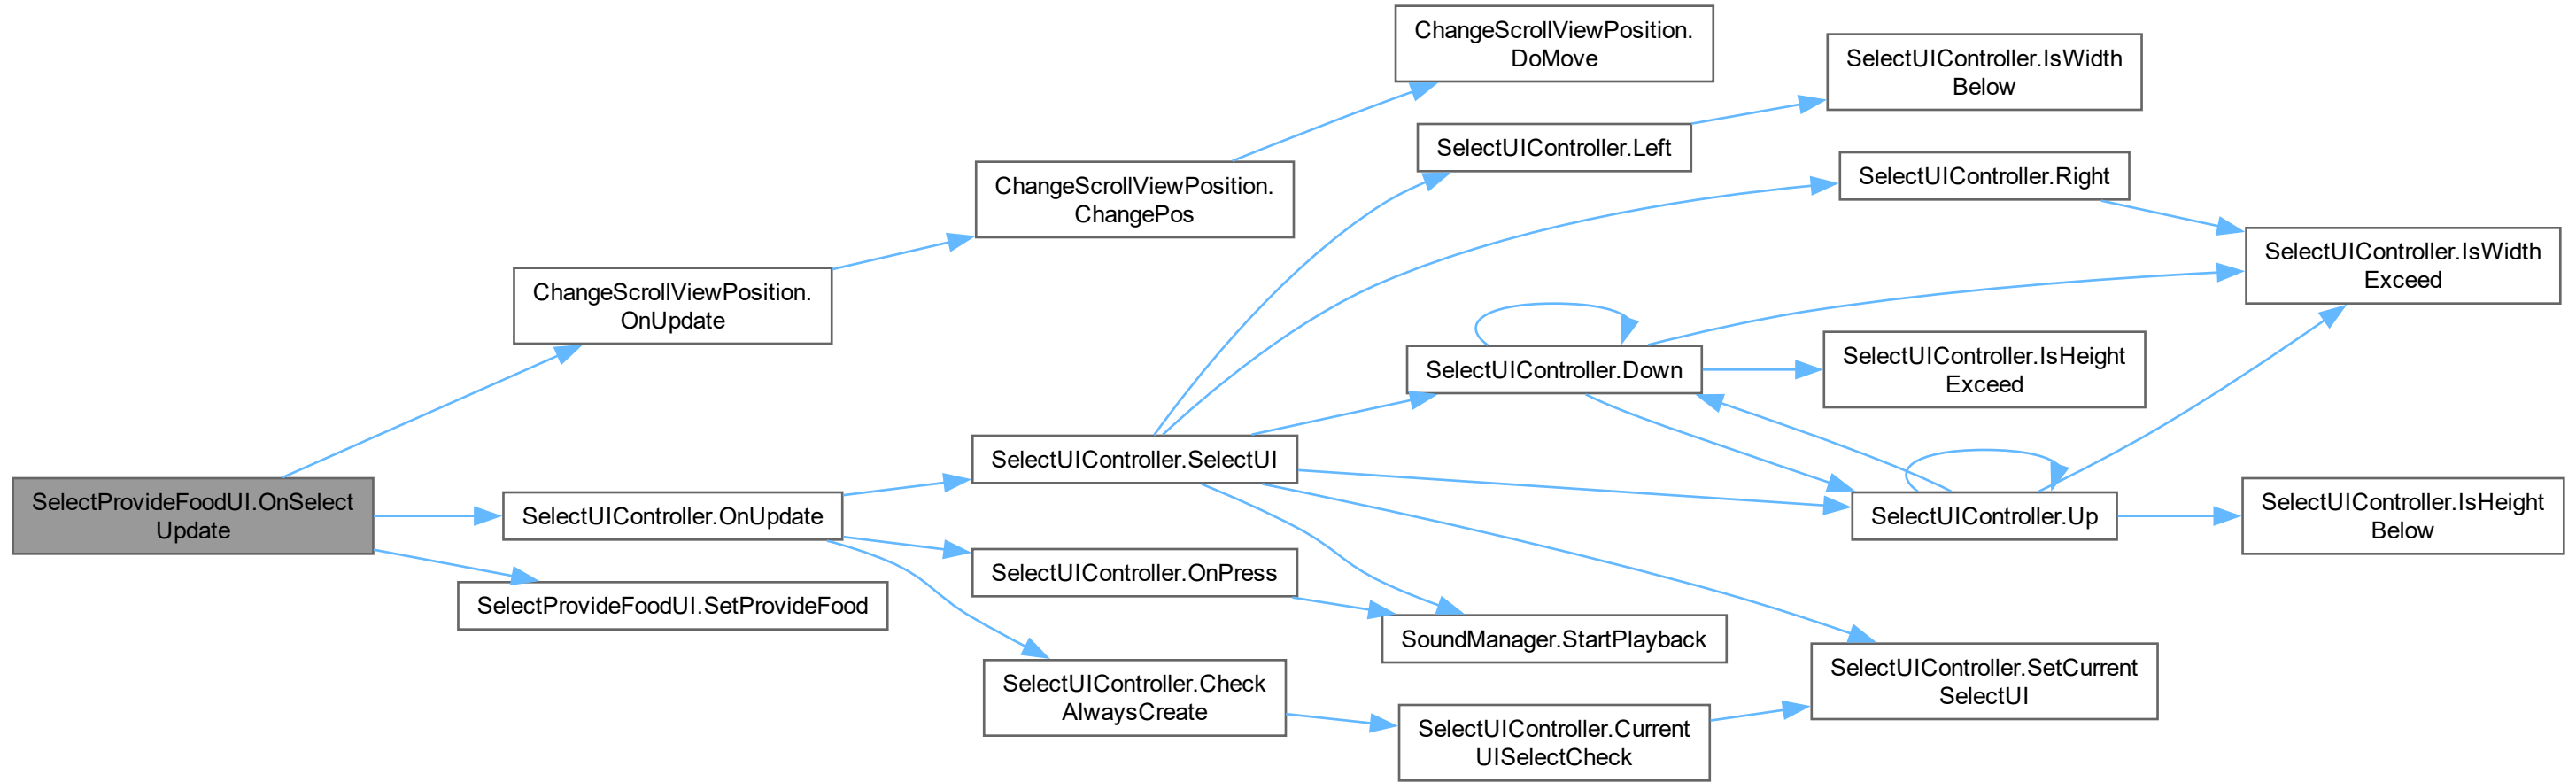 SelectProvideFoodUI.OnSelect
Update
ChangeScrollViewPosition.
OnUpdate
SelectUIController.OnUpdate
SelectProvideFoodUI.SetProvideFood
ChangeScrollViewPosition.
ChangePos
SelectUIController.SelectUI
SelectUIController.OnPress
SelectUIController.Check
AlwaysCreate
ChangeScrollViewPosition.
DoMove
SelectUIController.Left
SelectUIController.Down
SoundManager.StartPlayback
SelectUIController.Current
UISelectCheck
SelectUIController.IsWidth
Below
SelectUIController.Right
SelectUIController.IsHeight
Exceed
SelectUIController.Up
SelectUIController.SetCurrent
SelectUI
SelectUIController.IsWidth
Exceed
SelectUIController.IsHeight
Below